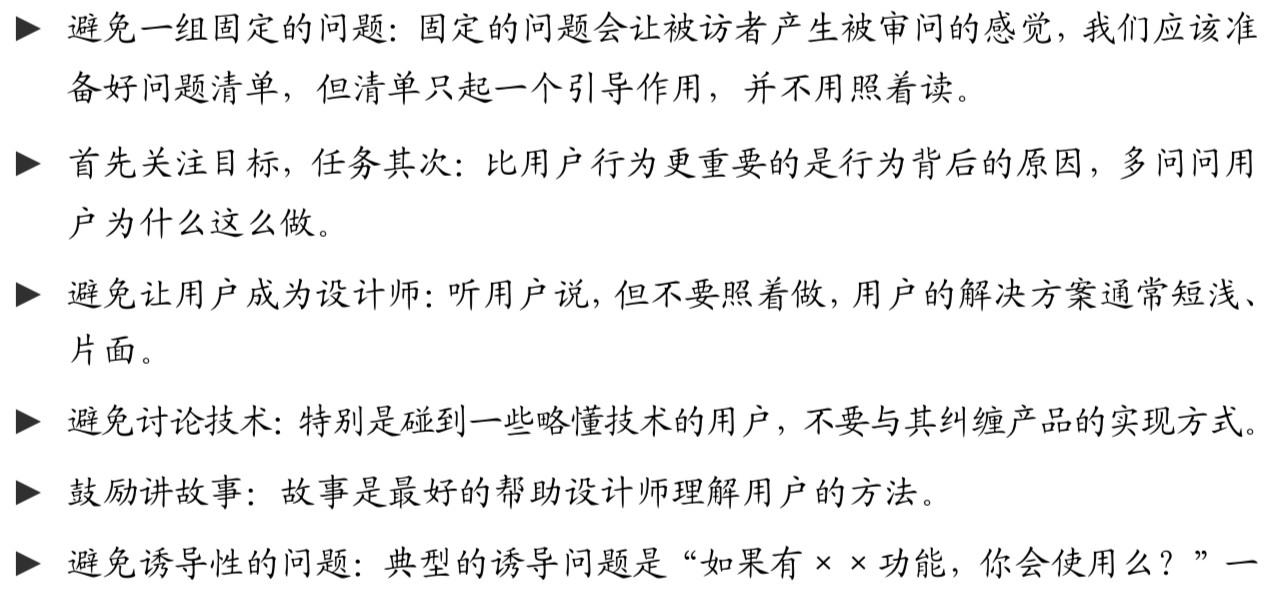 ▶ 避免一组固定的问题：固定的问题会让被访者产生被审问的感觉，我们应该准
备好问题清单，但清单只起一个引导作用，并不用照着读。
▶ 首先关注目标，任务其次：比用户行为更重要的是行为背后的原因，多问问用
户为什么这么做。
▶ 避免让用户成为设计师：听用户说，但不要照着做，用户的解决方案通常短浅、
片面。
▶ 避免讨论技术：特别是碰到一些略懂技术的用户，不要与其纠缠产品的实现方式。
▶ 鼓励讲故事：故事是最好的帮助设计师理解用户的方法。
▶ 避免诱导性的问题：典型的诱导问题是“如果有××功能，你会使用么？”一